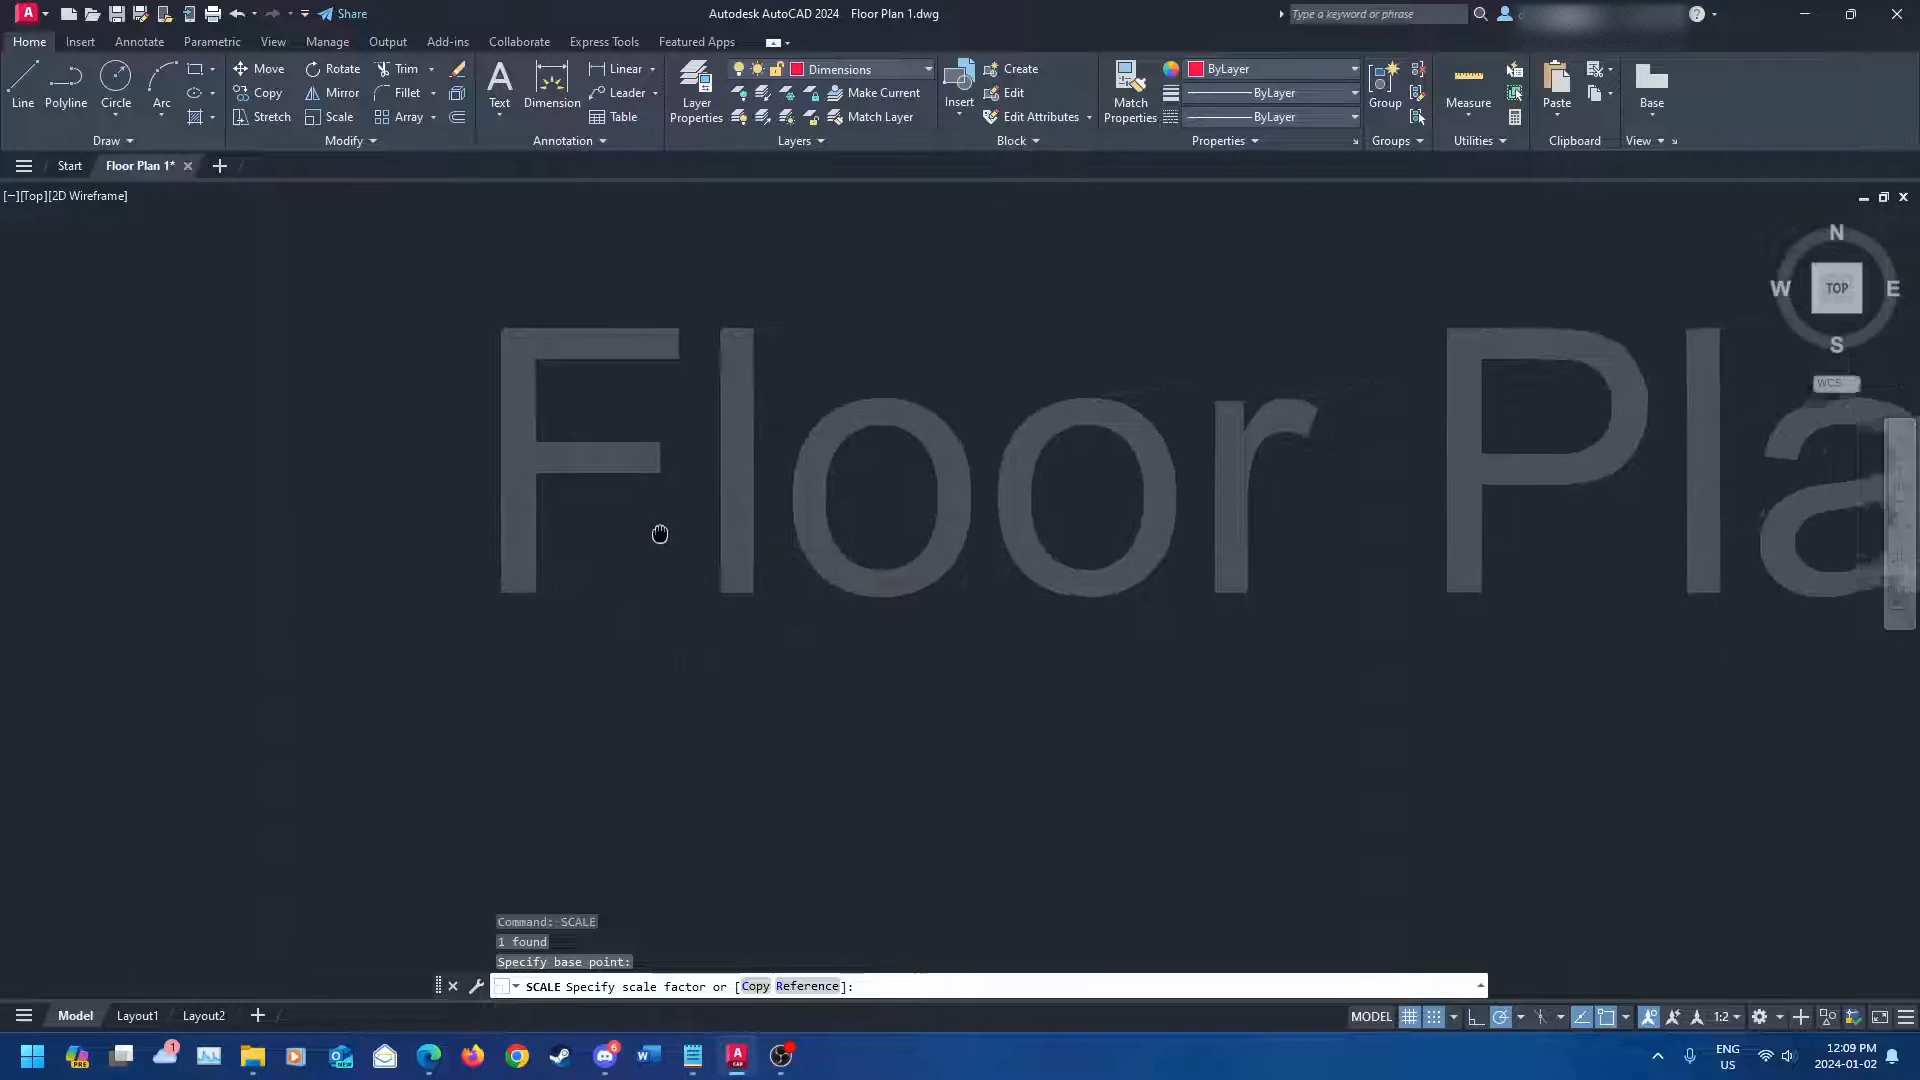 Share
Autodesk AutoCAD 2024 Floor Plan 1.dwg
Type a keyword or phrase
Home Insert Annotate Parametric View Manage Output Add-ins Collaborate Express Tools Featured Apps
Line Polyline Circle Arc
Move Rotate Trim
Copy Mirror Fillet
Stretch Scale Array
Text Dimension
Linear
Leader
Table
Layer Properties
Dimensions
Make Current
Match Layer
Insert
Create
Edit
Edit Attributes
Match Properties
ByLayer
ByLayer
ByLayer
Group
Measure
Paste
Base
Draw Modify Annotation Layers Block Properties Groups Utilities Clipboard View
Start Floor Plan 1*
[−][Top][2D Wireframe]
N
W TOP E
S
WCS
Floor Pla
Command: SCALE
1 found
Specify base point:
SCALE Specify scale factor or [Copy Reference]:
Model Layout1 Layout2
MODEL 1:2
PRE 1 6
ENG
US
12:09 PM
2024-01-02